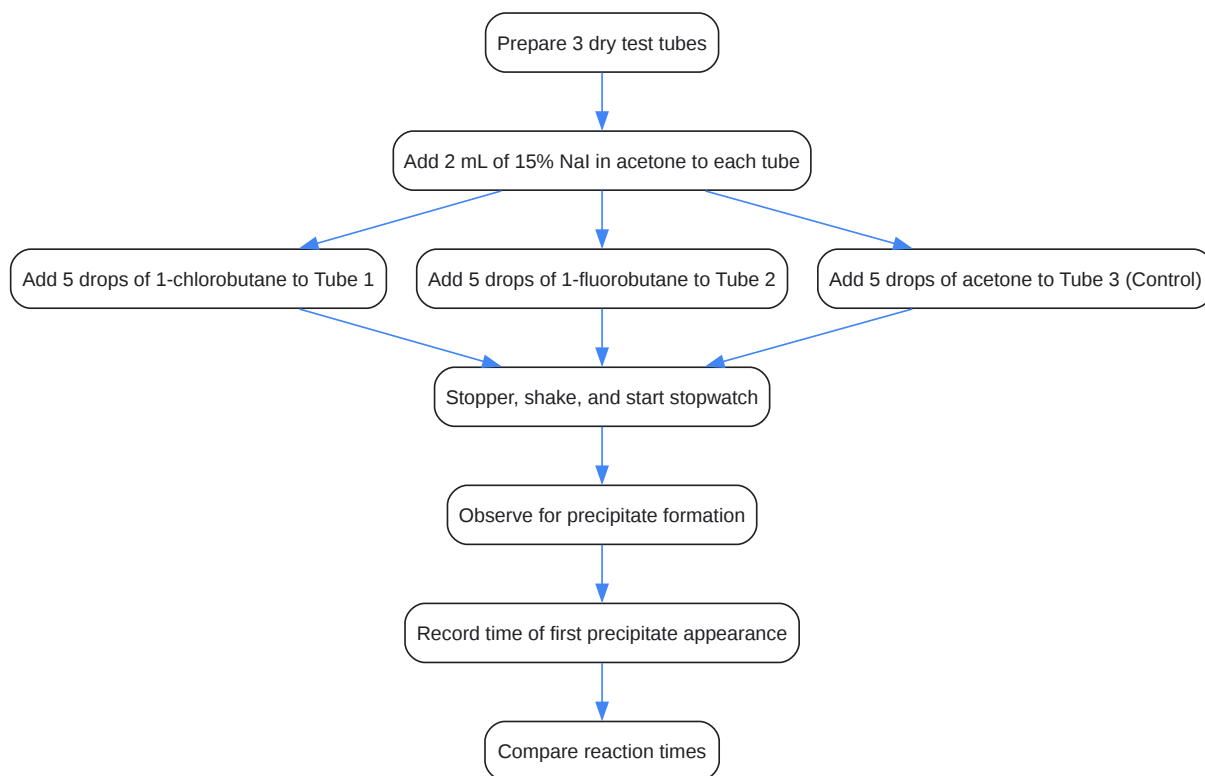 Prepare 3 dry test tubes
Add 2 mL of 15% NaI in acetone to each tube
Add 5 drops of 1-chlorobutane to Tube 1
Add 5 drops of 1-fluorobutane to Tube 2
Add 5 drops of acetone to Tube 3 (Control)
Stopper, shake, and start stopwatch
Observe for precipitate formation
Record time of first precipitate appearance
Compare reaction times